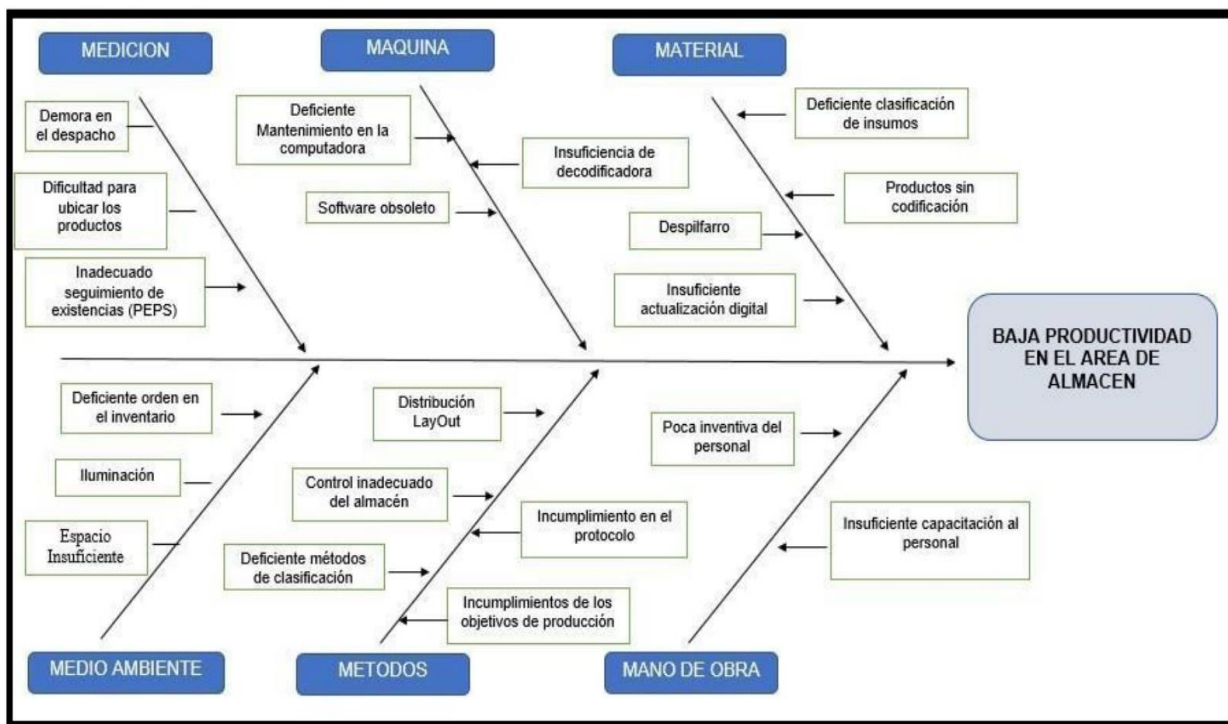 MEDICION
MAQUINA
MATERIAL
Demora en
el despacho
Dificultad para
ubicar los
productos
Inadecuado
seguimiento de
existencias (PEPS)
Deficiente
Mantenimiento en la
computadora
Insuficiencia de
decodificadora
Software obsoleto
Deficiente clasificación
de insumos
Productos sin
codificación
Despilfarro
Insuficiente
actualización digital
BAJA PRODUCTIVIDAD
EN EL AREA DE
ALMACEN
Deficiente orden en
el inventario
Iluminación
Espacio
Insuficiente
Distribución
LayOut
Control inadecuado
del almacén
Incumplimiento en el
protocolo
Deficiente métodos
de clasificación
Incumplimientos de los
objetivos de producción
Poca inventiva del
personal
Insuficiente capacitación al
personal
MEDIO AMBIENTE
METODOS
MANO DE OBRA